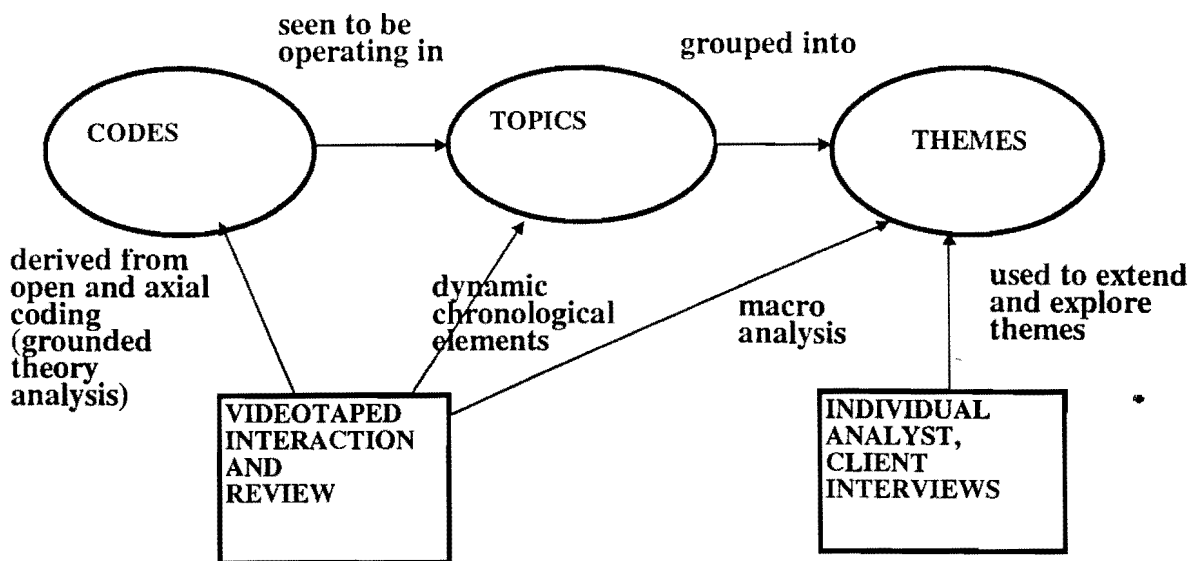 seen to be
operating in
grouped into
CODES
TOPICS
THEMES
derived from
open and axial
coding
(grounded
theory
analysis)
dynamic
chronological
elements
macro
analysis
used to extend
and explore
themes
VIDEOTAPED
INTERACTION
AND
REVIEW
INDIVIDUAL
ANALYST,
CLIENT
INTERVIEWS